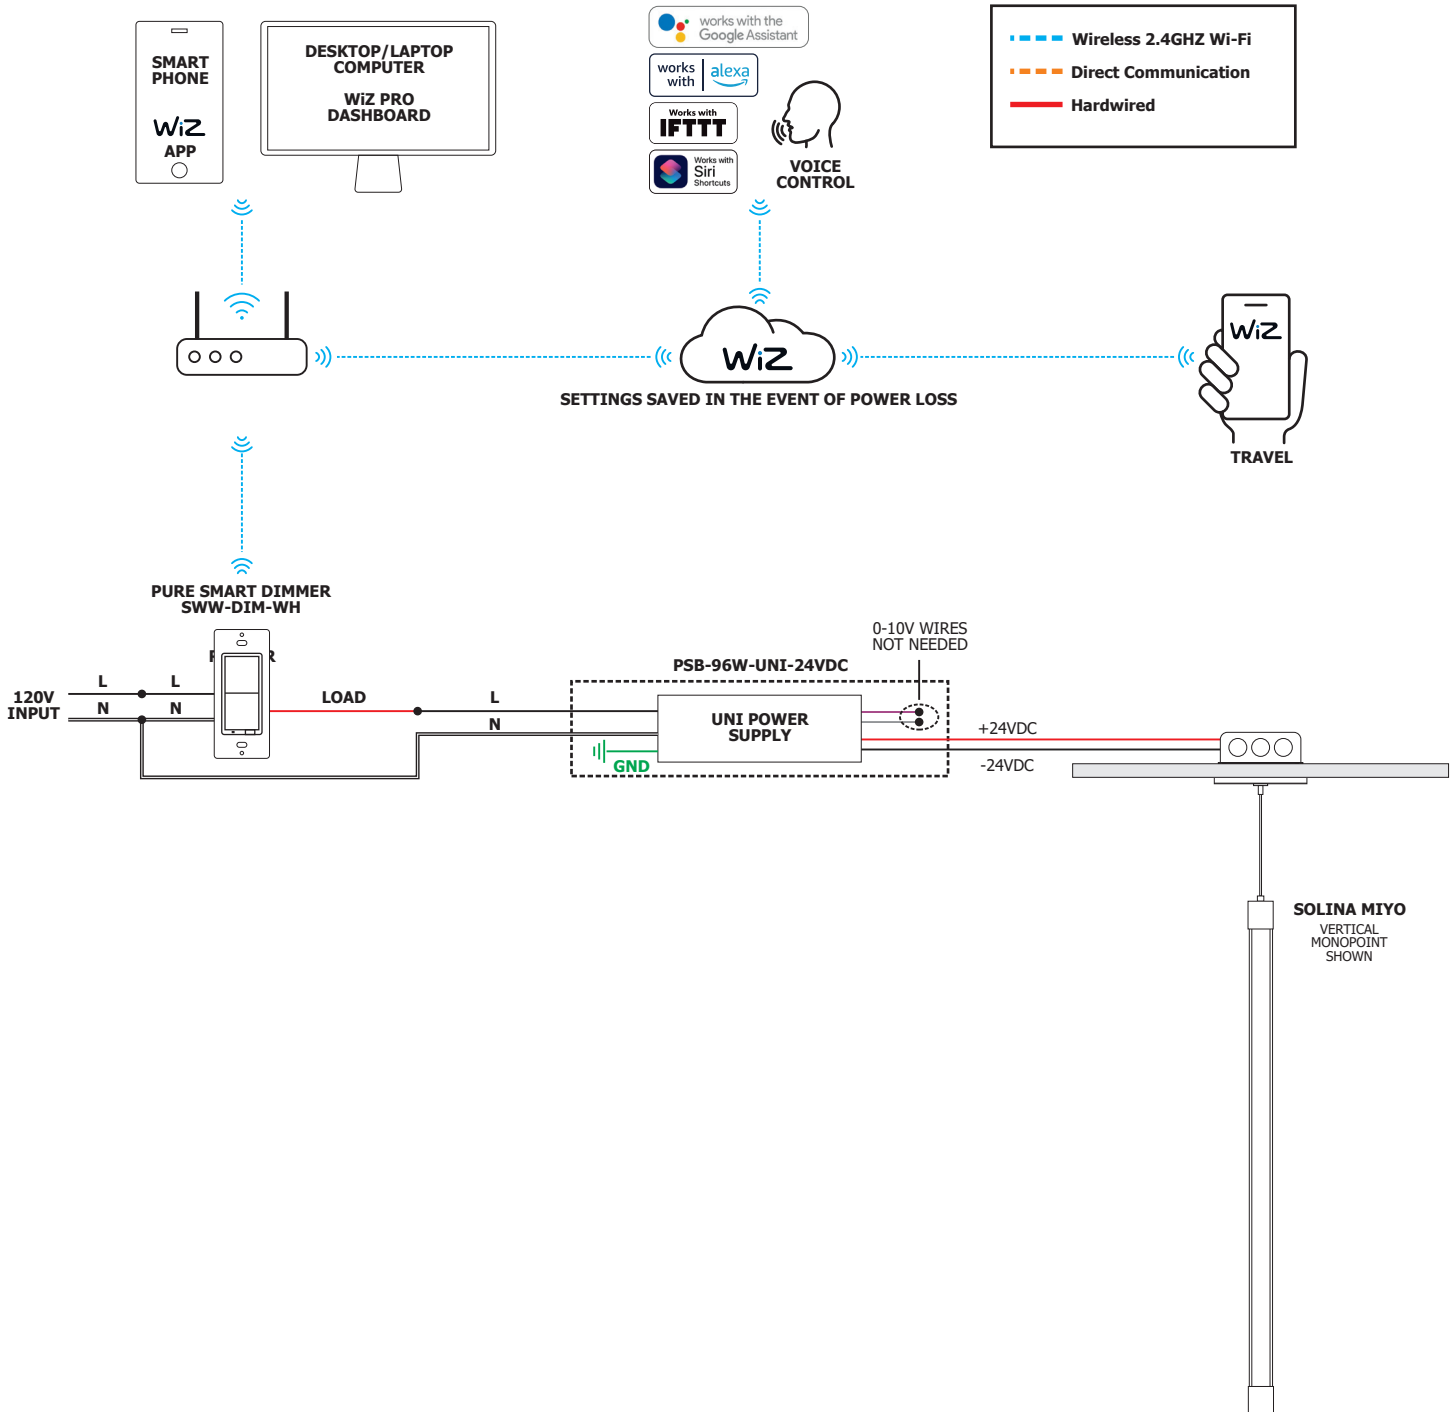 SMART
PHONE
WiZ
APP
DESKTOP/LAPTOP
COMPUTER
WiZ PRO
DASHBOARD
works with the
Google Assistant
works
with
alexa
Works with
IFTTT
Works with
Siri
Shortcuts
VOICE
CONTROL
Wireless 2.4GHZ Wi-Fi
Direct Communication
Hardwired
WiZ
SETTINGS SAVED IN THE EVENT OF POWER LOSS
WiZ
TRAVEL
PURE SMART DIMMER
SWW-DIM-WH
120V
INPUT
L
L
N
N
LOAD
L
N
PSB-96W-UNI-24VDC
UNI POWER
SUPPLY
GND
0-10V WIRES
NOT NEEDED
+24VDC
-24VDC
SOLINA MIYO
VERTICAL
MONOPOINT
SHOWN